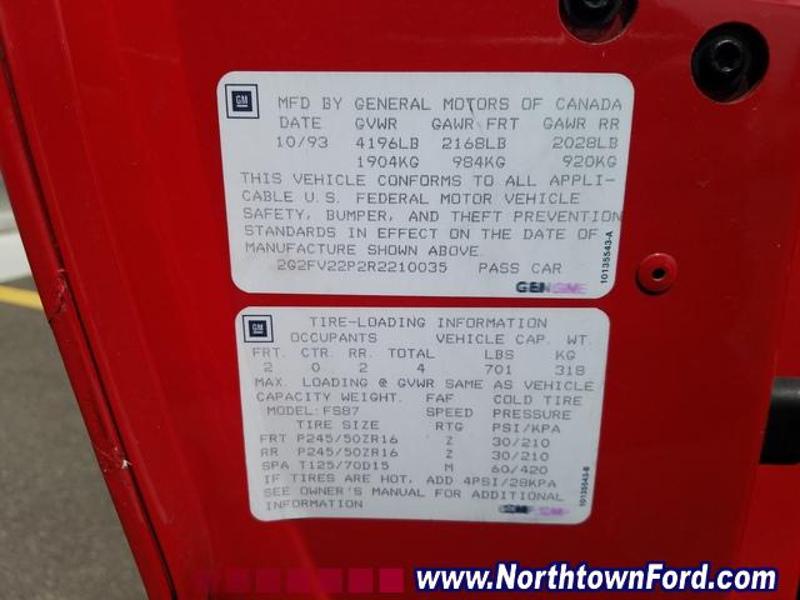 GM
MFD BY GENERAL MOTORS OF CANADA
DATE GVWR GAWR FRT GAWR RR
10/93 4196LB 2168LB 2028LB
1904KG 984KG 920KG
THIS VEHICLE CONFORMS TO ALL APPLI-
CABLE U.S. FEDERAL MOTOR VEHICLE
SAFETY, BUMPER, AND THEFT PREVENTION
STANDARDS IN EFFECT ON THE DATE OF
MANUFACTURE SHOWN ABOVE.
2G2FV22P2R2210035 PASS CAR
GENUINE
10135543-A
GM
TIRE-LOADING INFORMATION
OCCUPANTS VEHICLE CAP. WT.
FRT. CTR. RR. TOTAL LBS KG
2 0 2 4 701 318
MAX. LOADING @ GVWR SAME AS VEHICLE
CAPACITY WEIGHT. FAF COLD TIRE
MODEL:FS87 SPEED PRESSURE
TIRE SIZE RTG PSI/KPA
FRT P245/50ZR16 Z 30/210
RR P245/50ZR16 Z 30/210
SPA T125/70D15 M 60/420
IF TIRES ARE HOT, ADD 4PSI/28KPA
SEE OWNER'S MANUAL FOR ADDITIONAL
INFORMATION
10135543-B
www.NorthtownFord.com